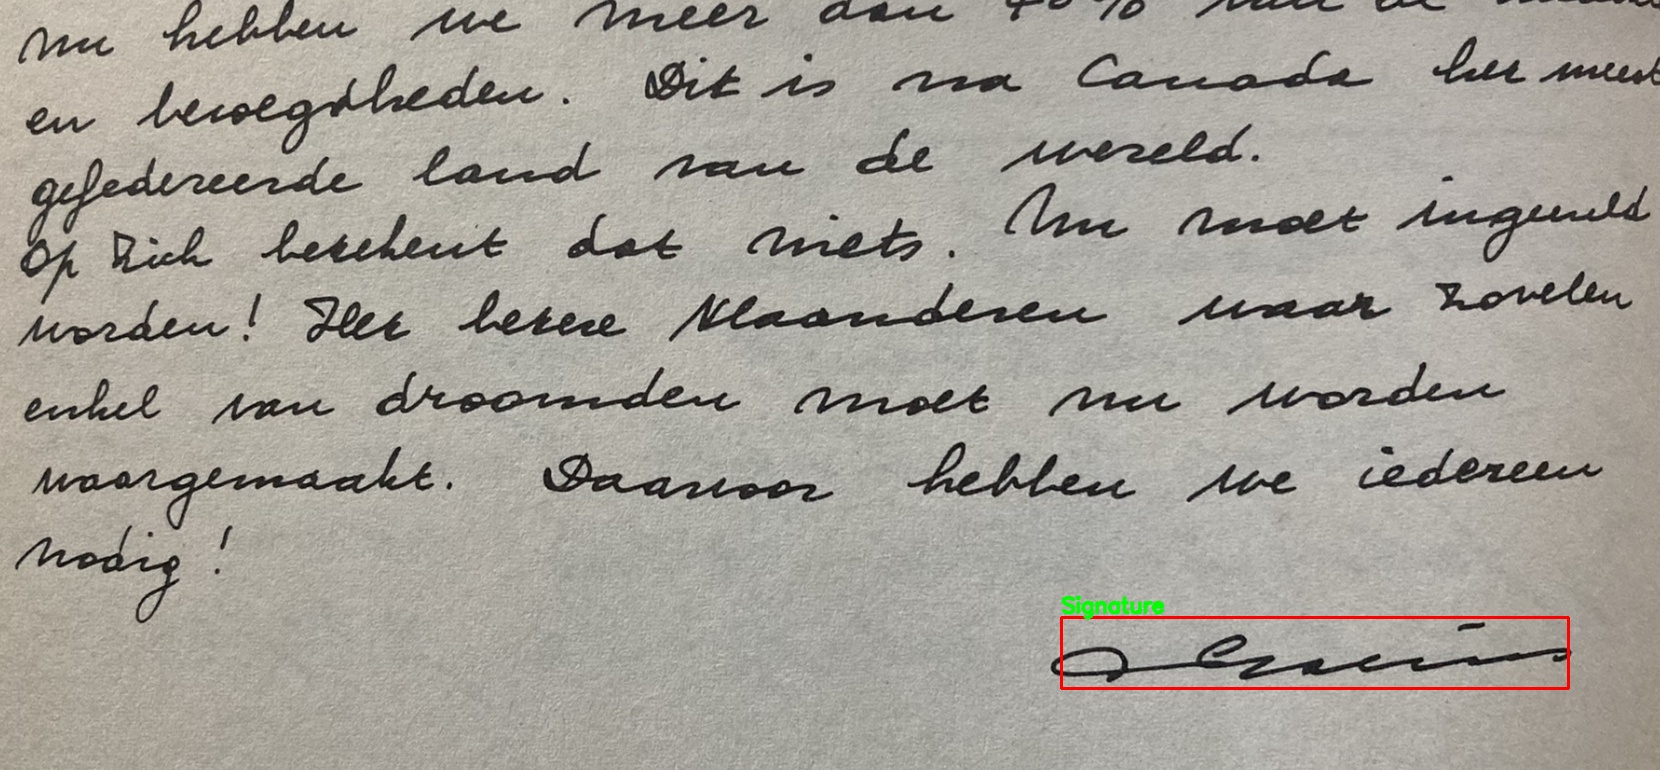 nu hebben we meer dan 40% van de
en bevoegdheden. Dit is na Canada het meest
gefedereerde land van de wereld.
Op zich betekent dat niets. Nu moet ingevuld
worden! Het betere Vlaanderen waar zovelen
enkel van droomden moet nu worden
waargemaakt. Daarvoor hebben we iedereen
nodig!
Signature